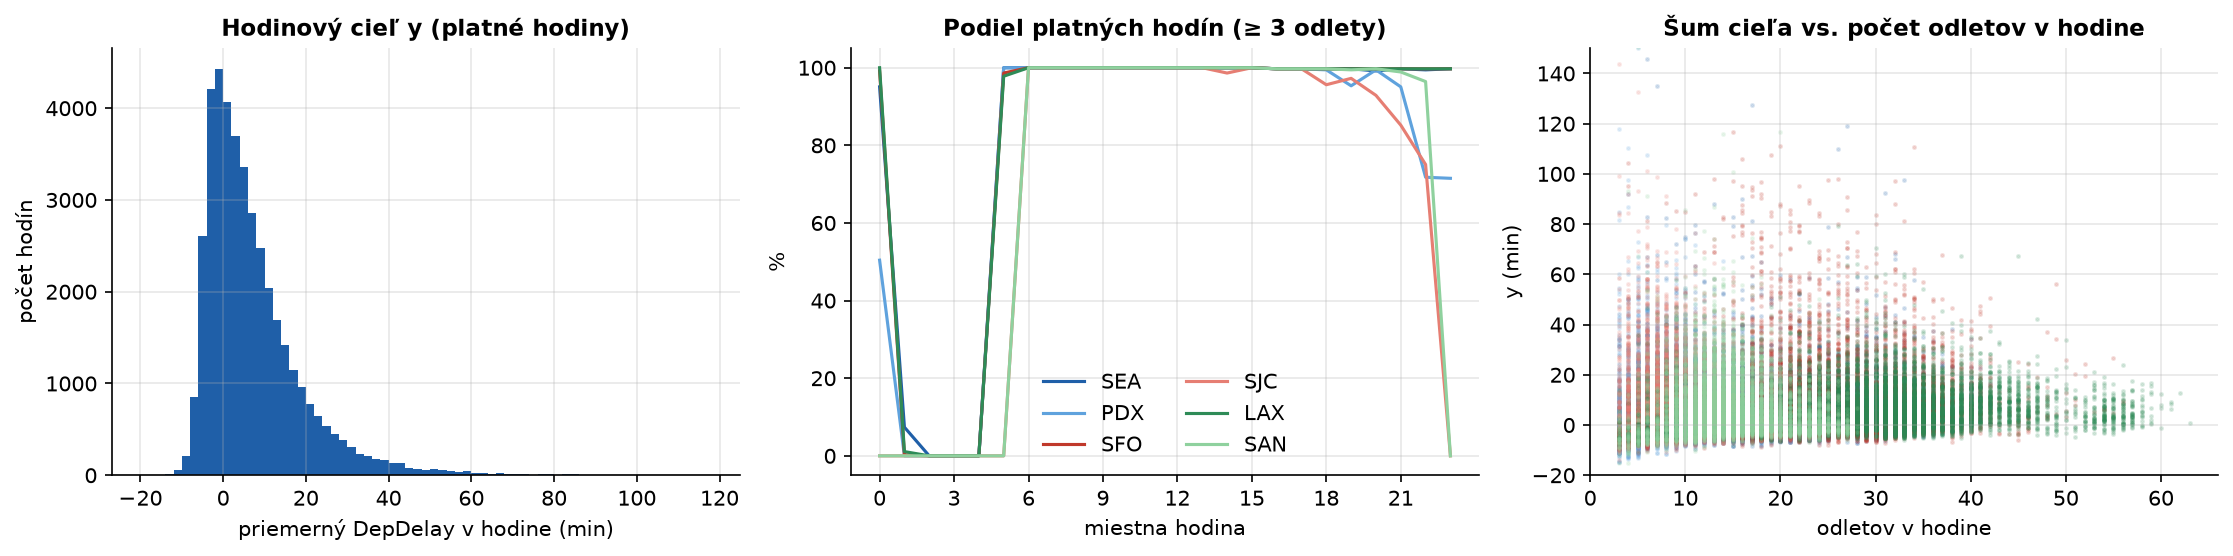 Hodinový cieľ y (platné hodiny)
4000
3000
2000
1000
0
počet hodín
−20 0 20 40 60 80 100 120
priemerný DepDelay v hodine (min)
Podiel platných hodín (≥ 3 odlety)
100
80
60
40
20
0
%
SEA SJC
PDX LAX
SFO SAN
0 3 6 9 12 15 18 21
miestna hodina
Šum cieľa vs. počet odletov v hodine
140
120
100
80
60
40
20
0
−20
y (min)
0 10 20 30 40 50 60
odletov v hodine